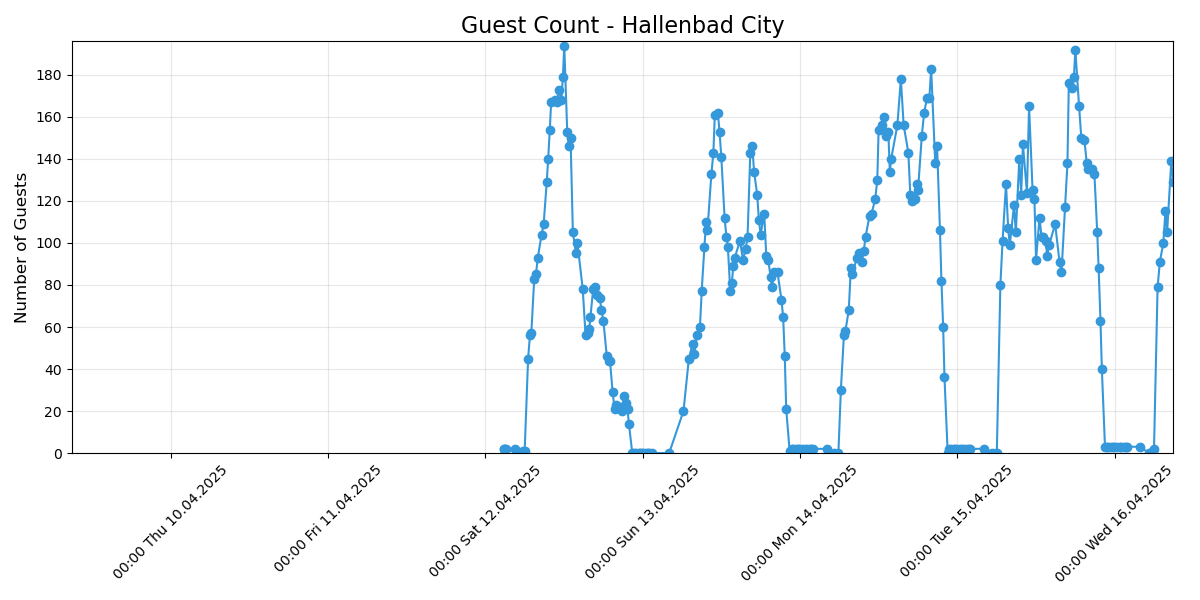 Guest Count - Hallenbad City
Number of Guests
180
160
140
120
100
80
60
40
20
0
00:00 Thu 10.04.2025
00:00 Fri 11.04.2025
00:00 Sat 12.04.2025
00:00 Sun 13.04.2025
00:00 Mon 14.04.2025
00:00 Tue 15.04.2025
00:00 Wed 16.04.2025